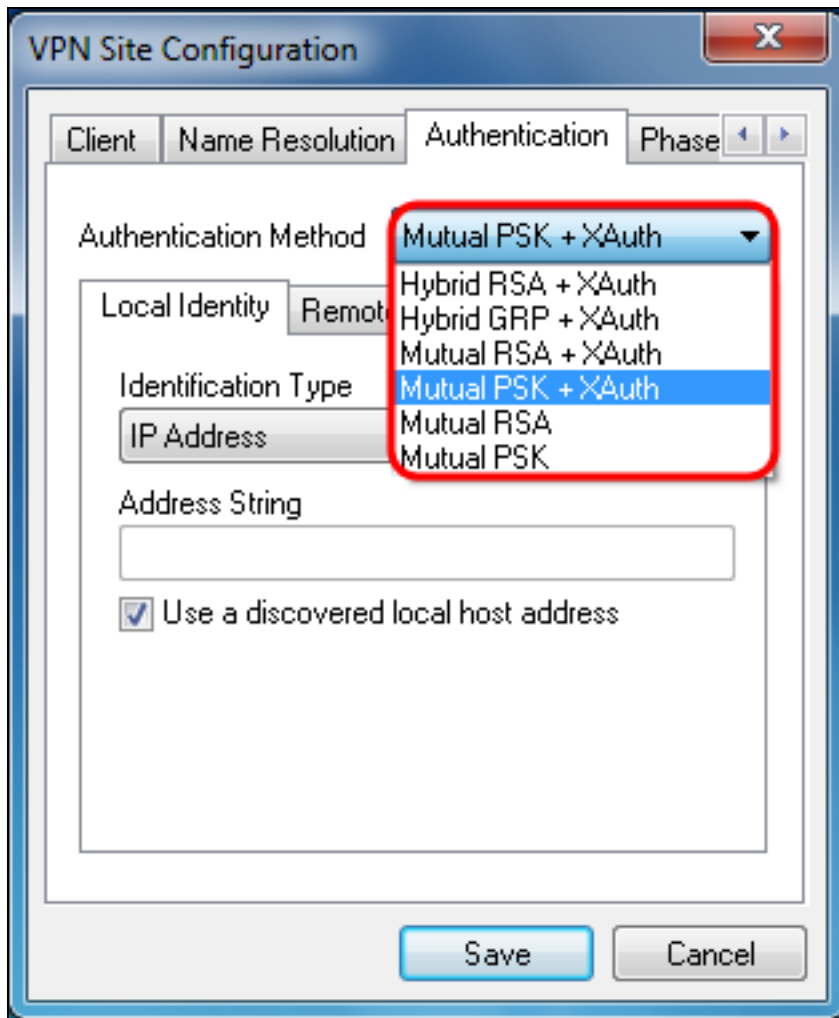 VPN Site Configuration
Client Name Resolution Authentication Phase
Authentication Method Mutual PSK + XAuth
Hybrid RSA + XAuth
Hybrid GRP + XAuth
Mutual RSA + XAuth
Mutual PSK + XAuth
Mutual RSA
Mutual PSK
Local Identity
Identification Type
IP Address
Address String
Use a discovered local host address
Save Cancel